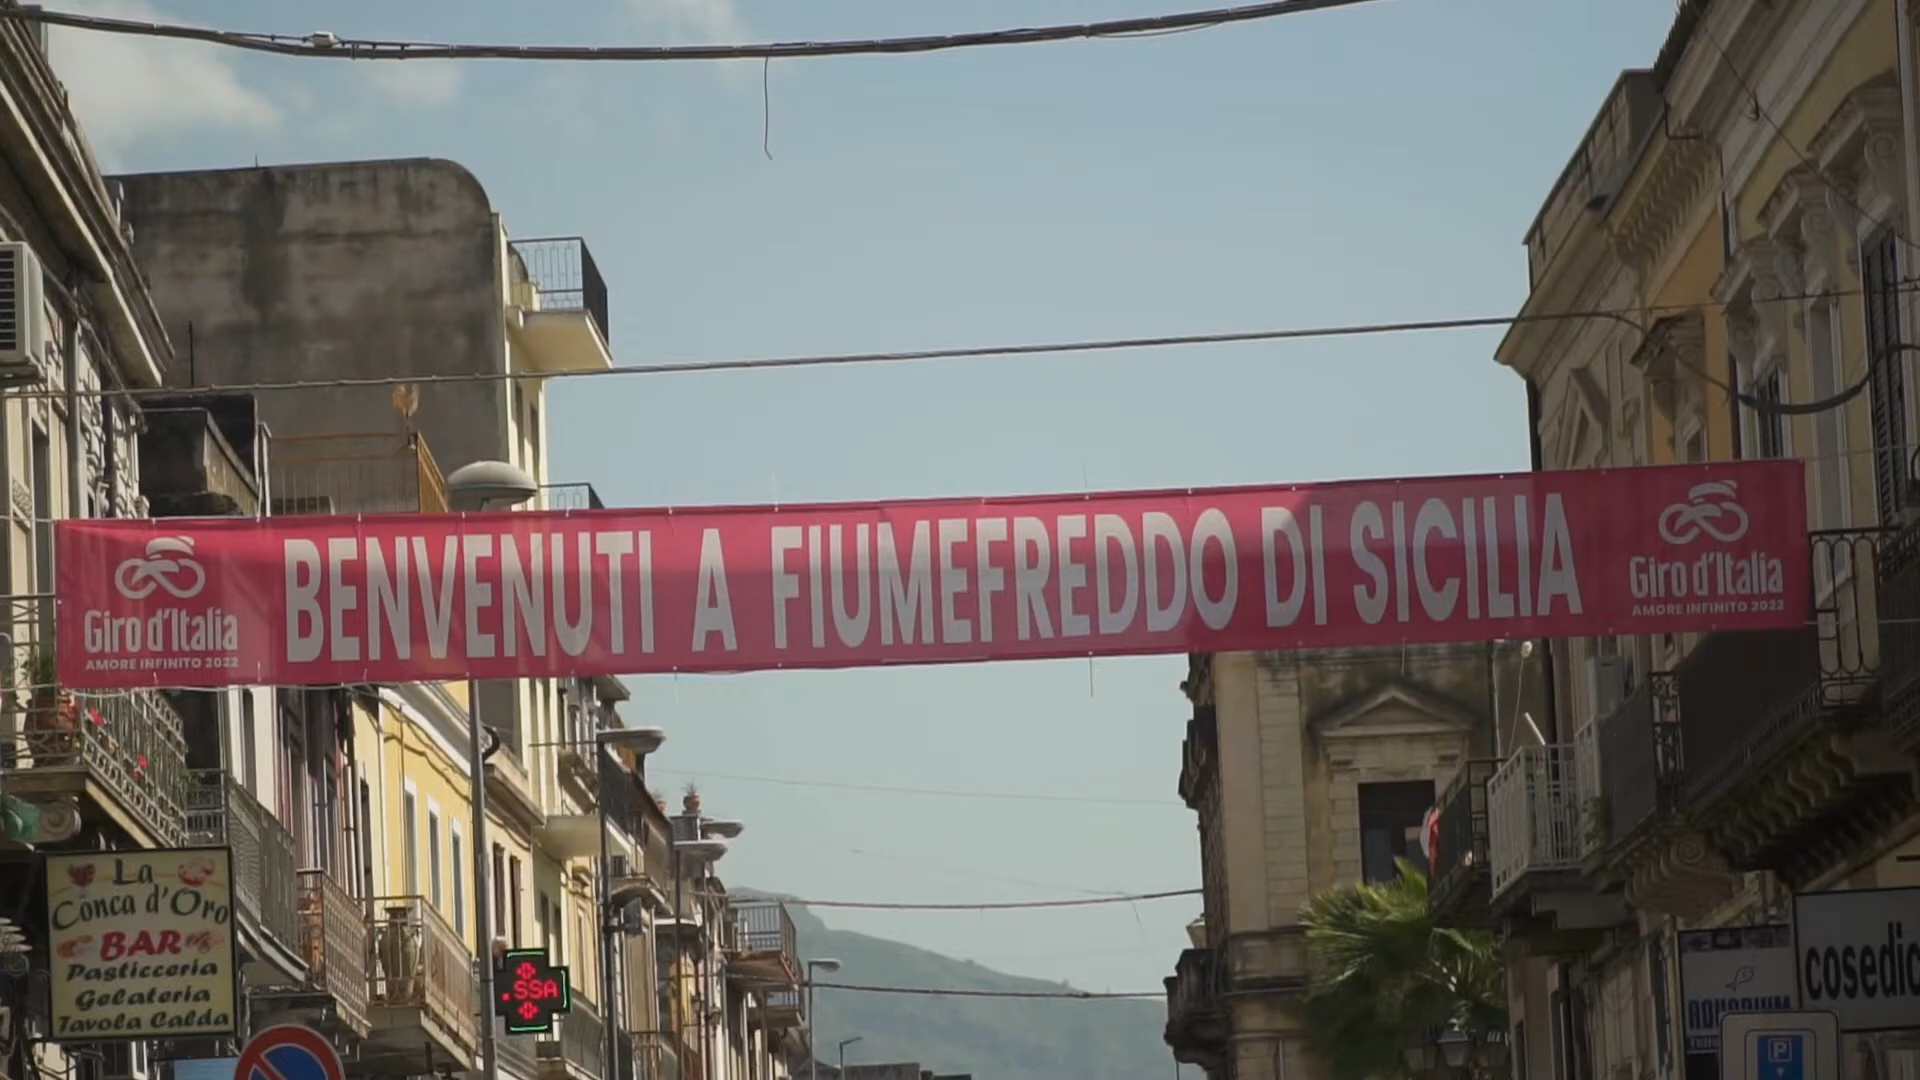 BENVENUTI A FIUMEFREDDO DI SICILIA
Giro d'Italia
AMORE INFINITO 2022
Giro d'Italia
AMORE INFINITO 2022
La
Conca d'Oro
BAR
Pasticceria
Gelateria
Tavola Calda
.SSA
cosedic
AQUARIUM
P